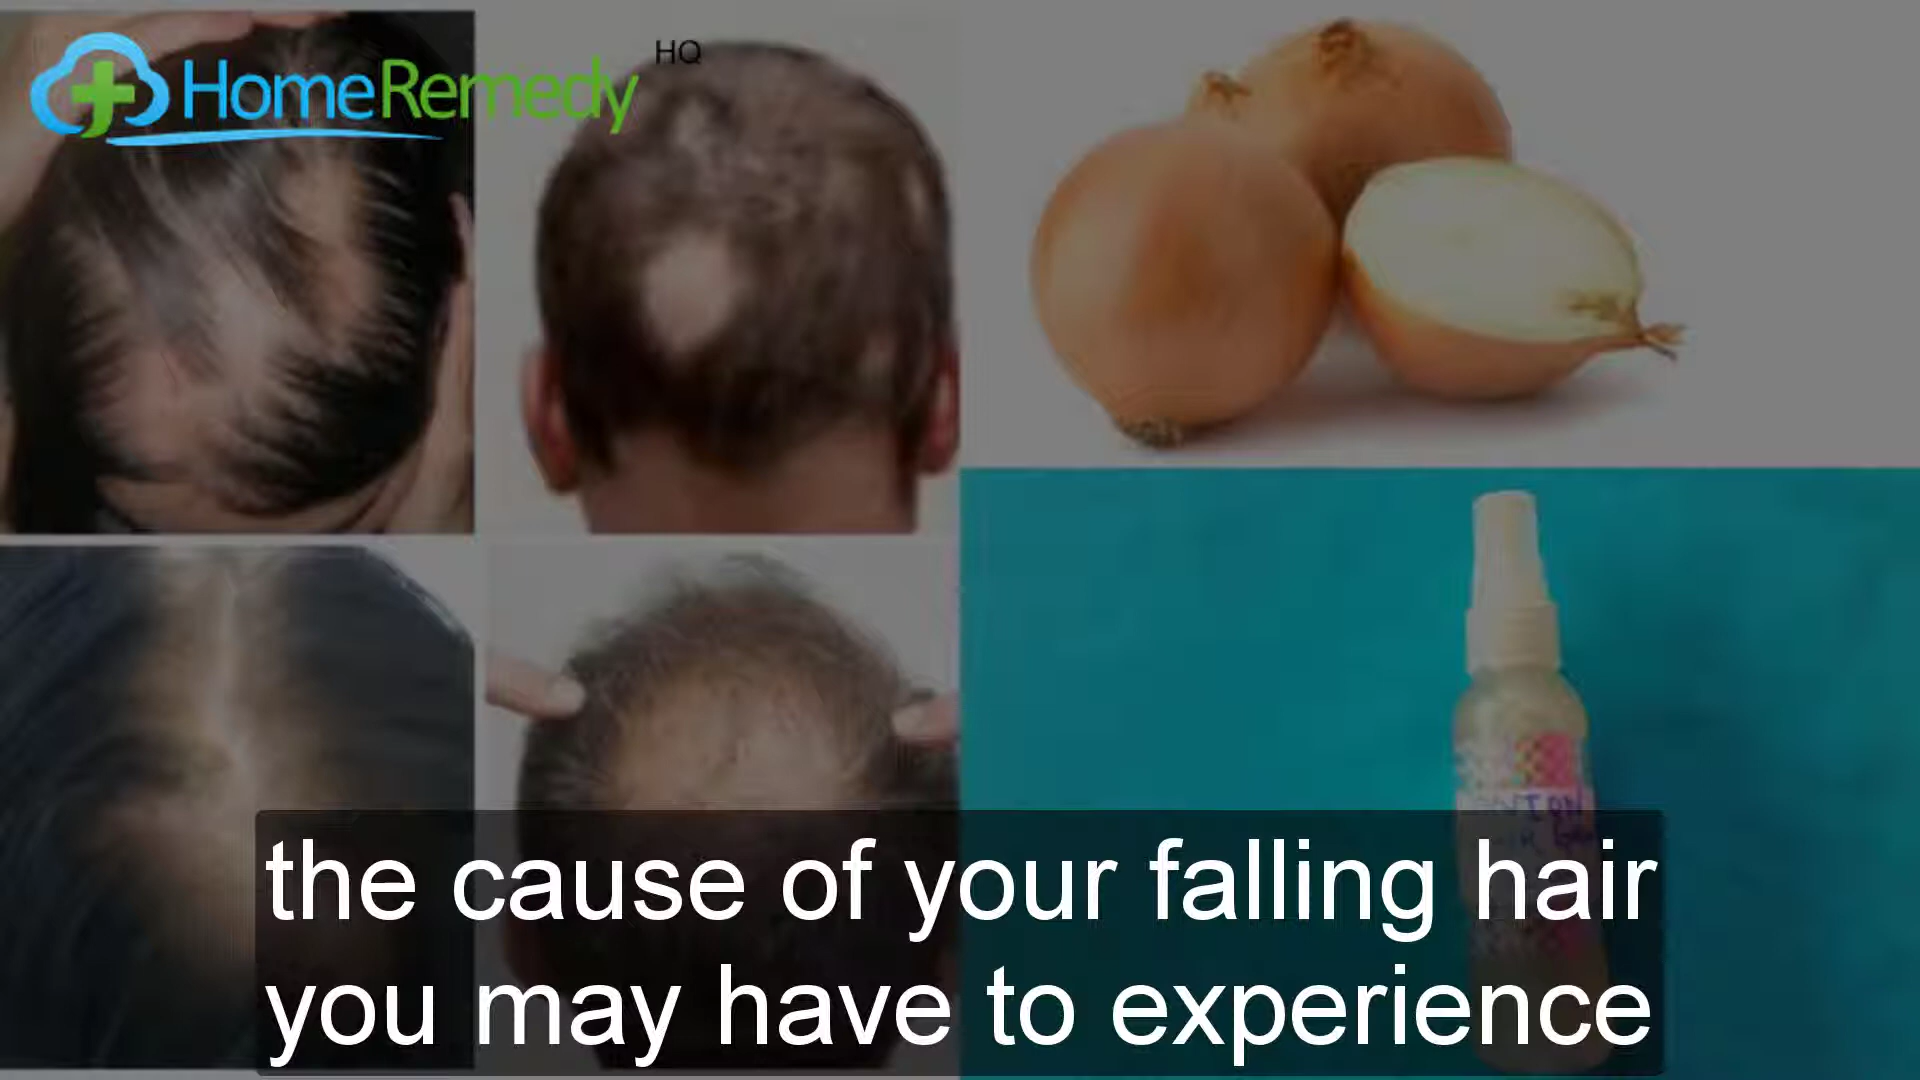 HomeRemedy HQ
the cause of your falling hair
you may have to experience